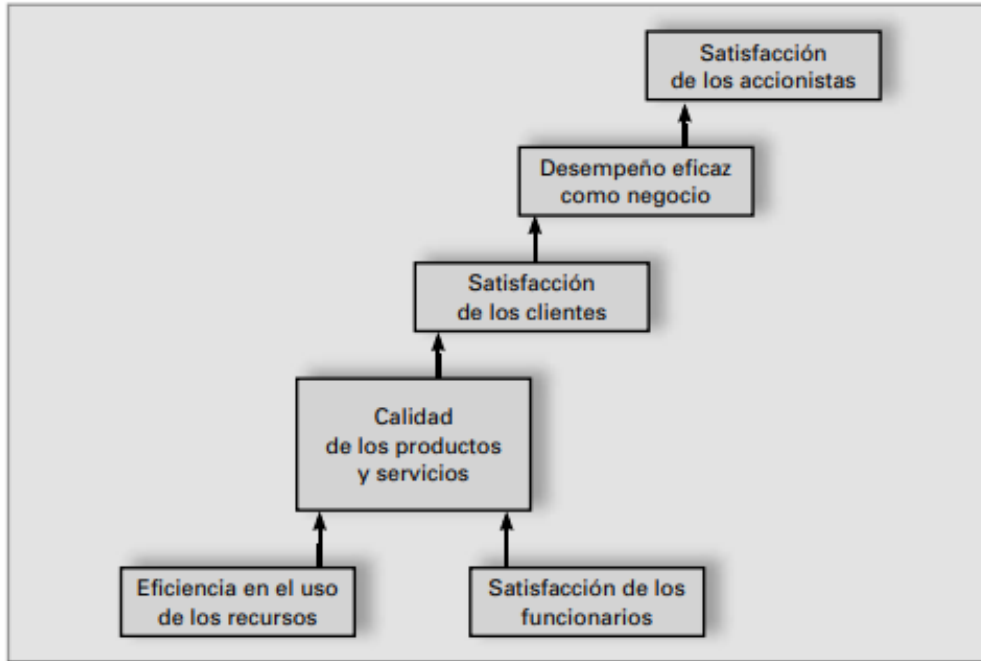 Satisfacción
de los accionistas
Desempeño eficaz
como negocio
Satisfacción
de los clientes
Calidad
de los productos
y servicios
Eficiencia en el uso
de los recursos
Satisfacción de los
funcionarios